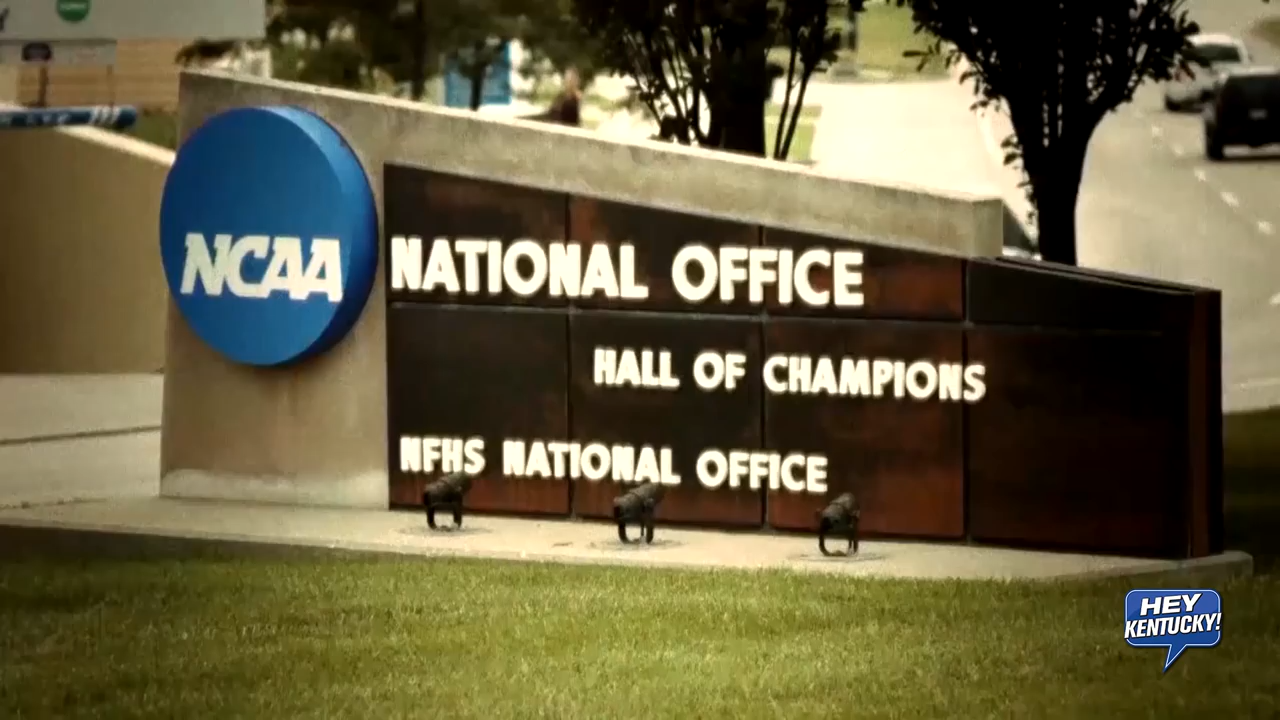 NCAA
NATIONAL OFFICE
HALL OF CHAMPIONS
NFHS NATIONAL OFFICE
HEY
KENTUCKY!